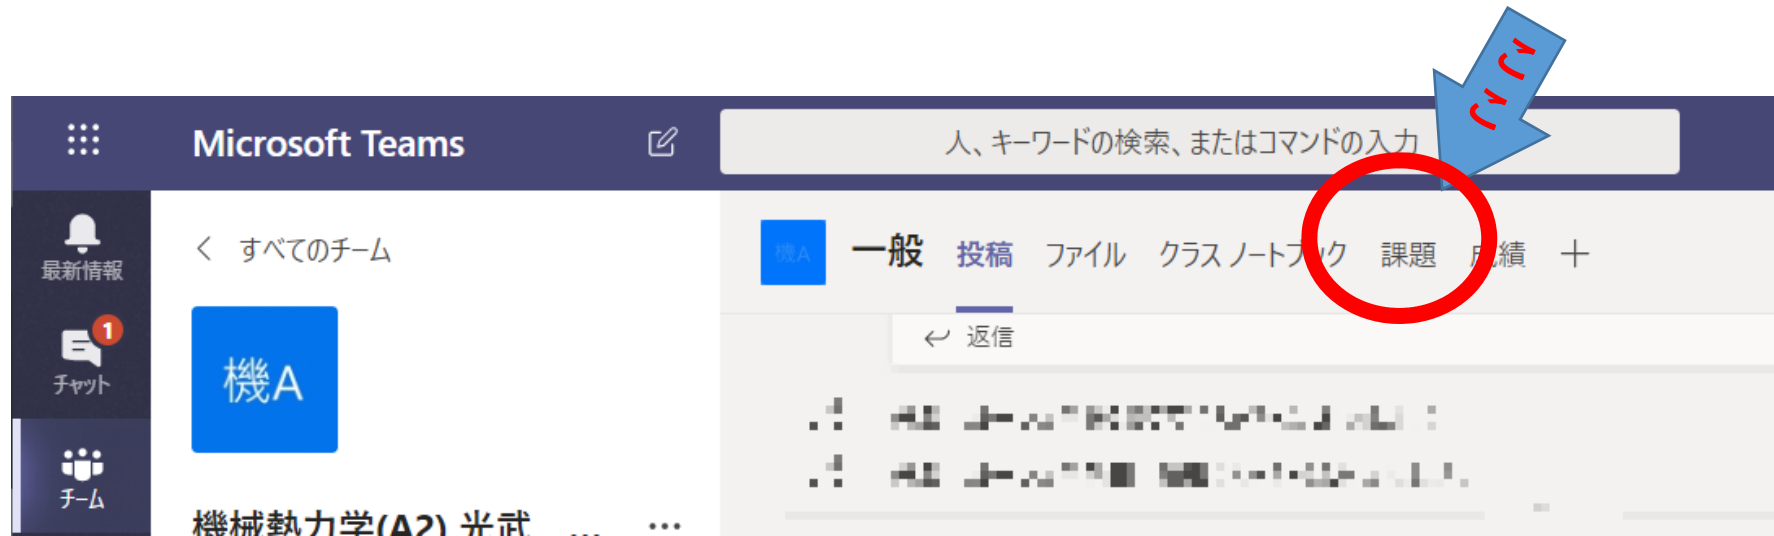 ここ
Microsoft Teams
人、キーワードの検索、またはコマンドの入力
最新情報
すべてのチーム
機A
一般 投稿 ファイル クラス ノートブック 課題 成績 +
1
チャット
返信
機A
チーム
機械熱力学(A2) 光武 ... ...